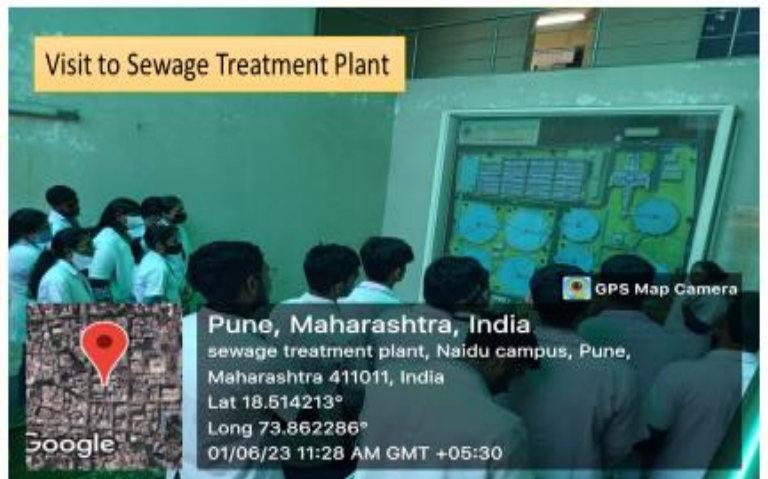 Visit to Sewage Treatment Plant
GPS Map Camera
Pune, Maharashtra, India
sewage treatment plant, Naidu campus, Pune,
Maharashtra 411011, India
Lat 18.514213°
Long 73.862286°
01/06/23 11:28 AM GMT +05:30
Google